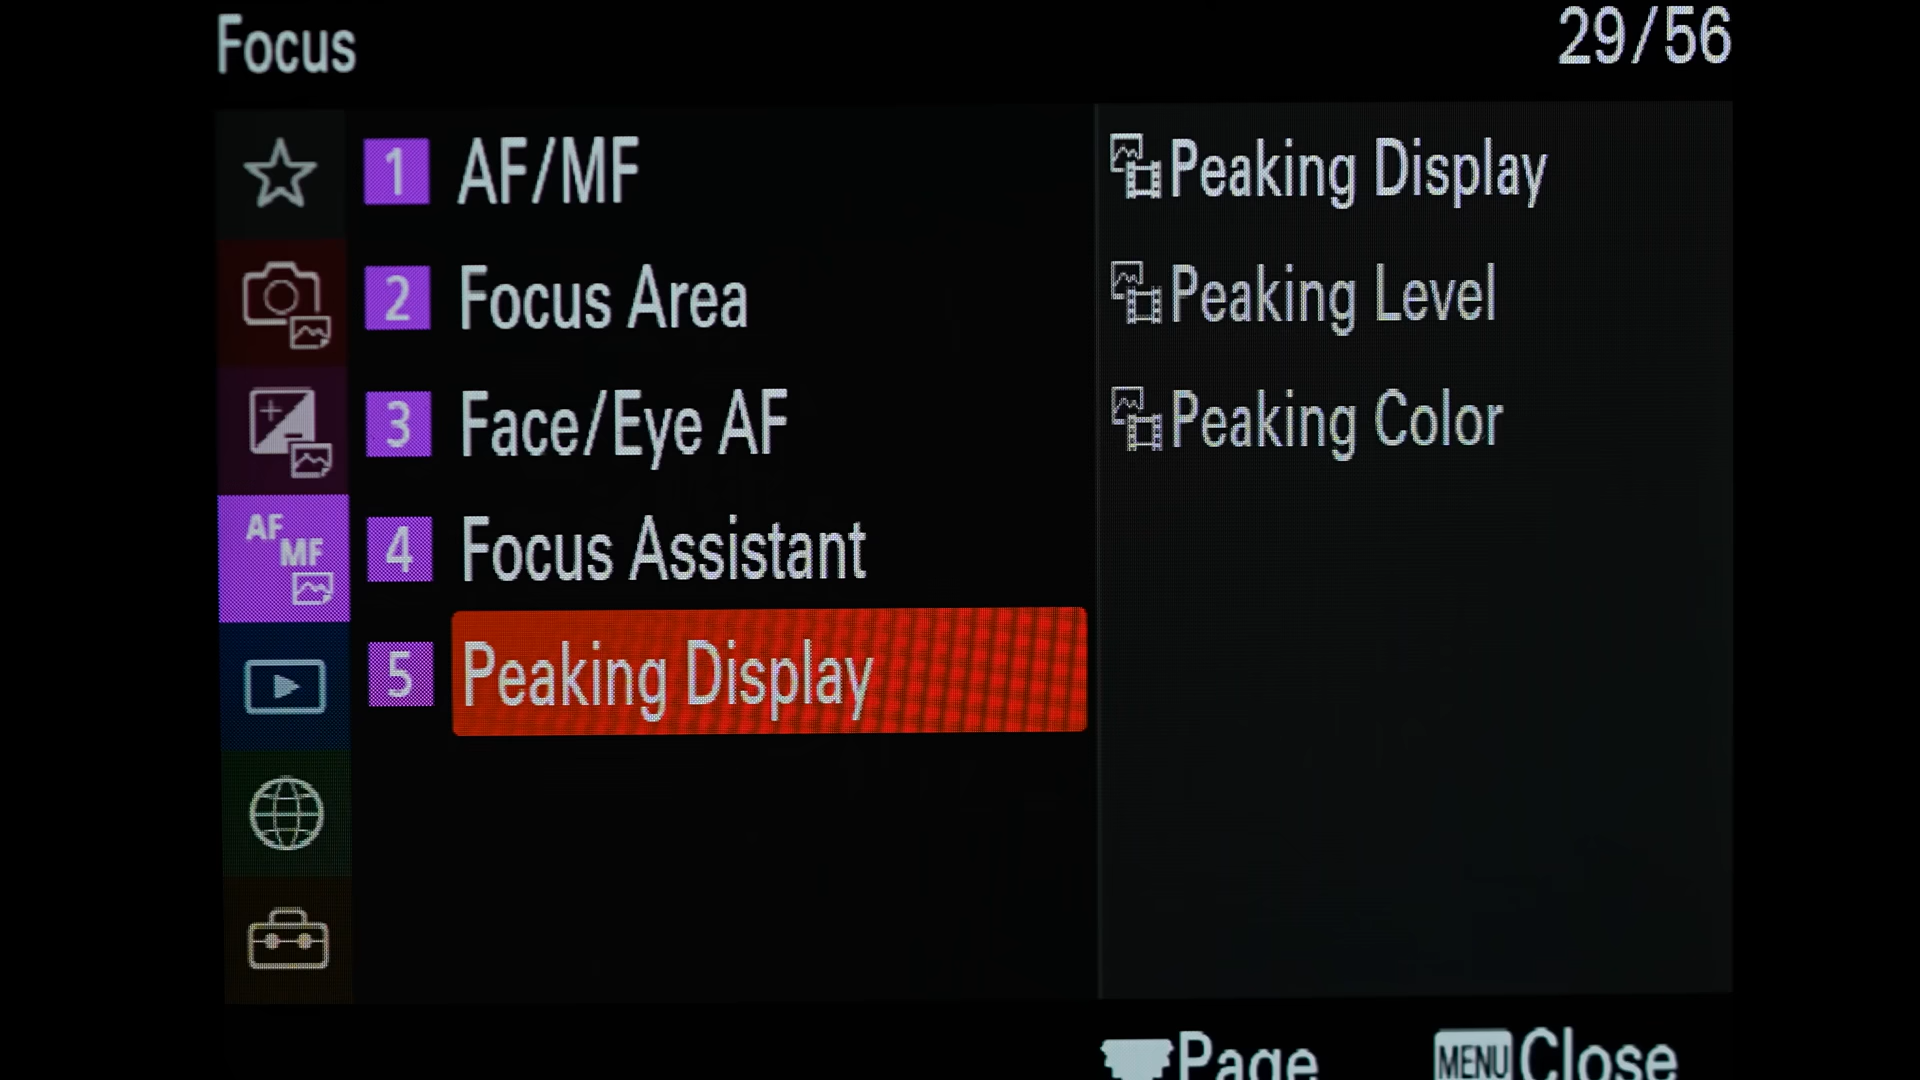 Focus 29/56
1 AF/MF
2 Focus Area
3 Face/Eye AF
AF MF
4 Focus Assistant
5 Peaking Display
Peaking Display
Peaking Level
Peaking Color
Page MENU Close